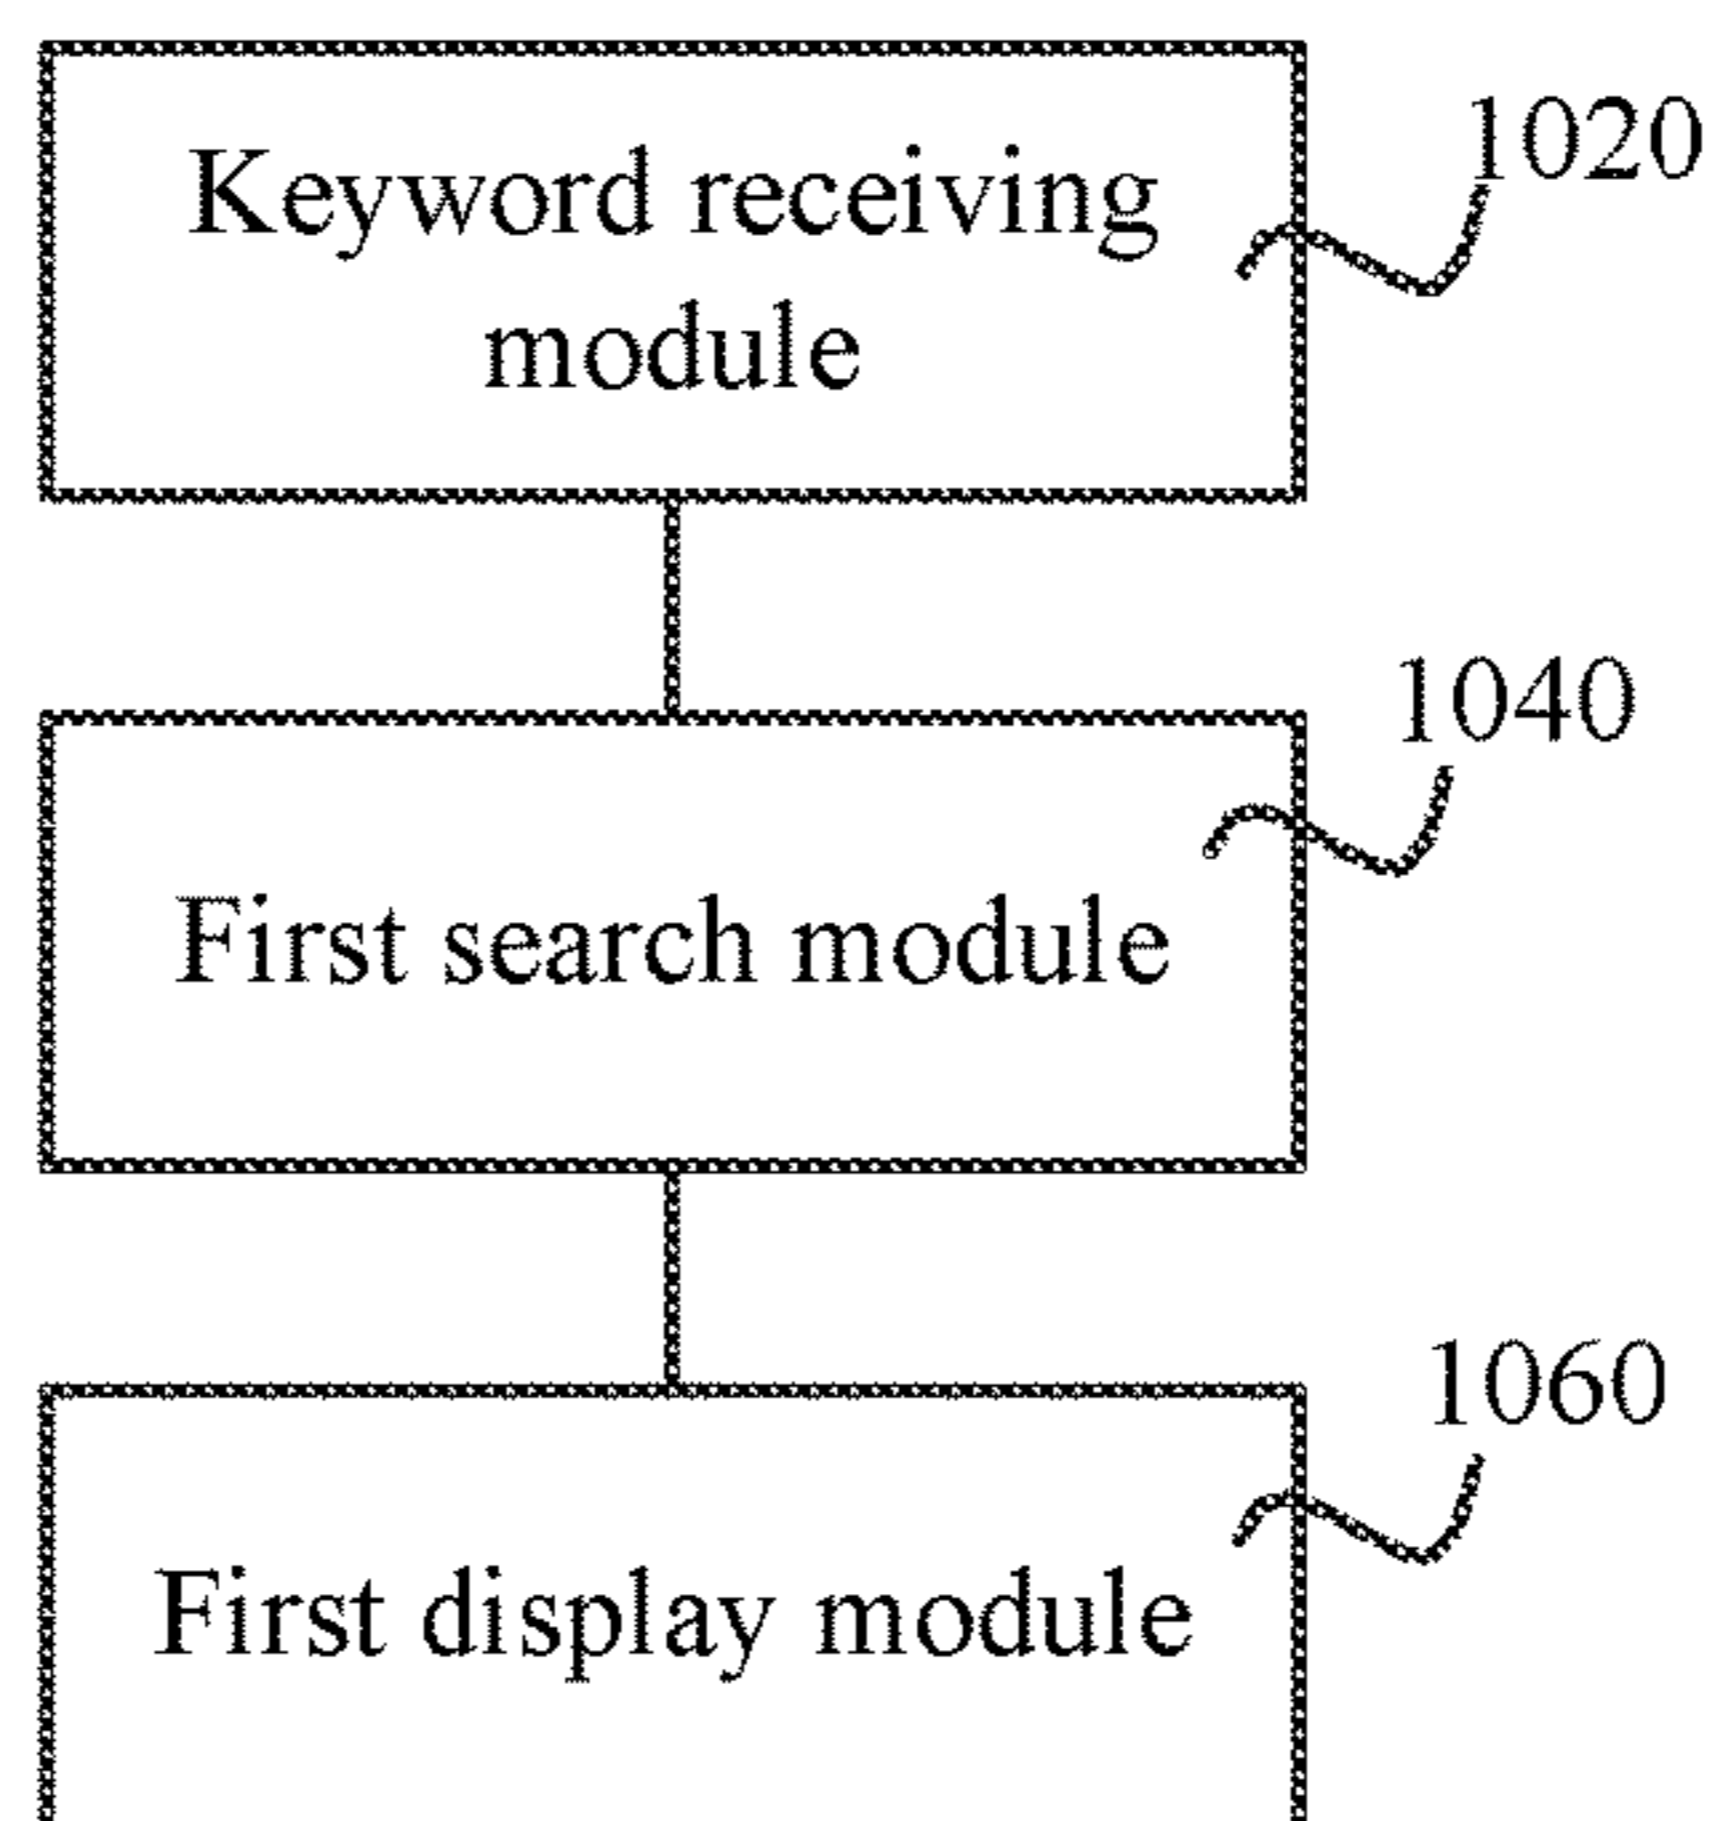 1020
Keyword receiving
module
1040
First search module
1060
First display module